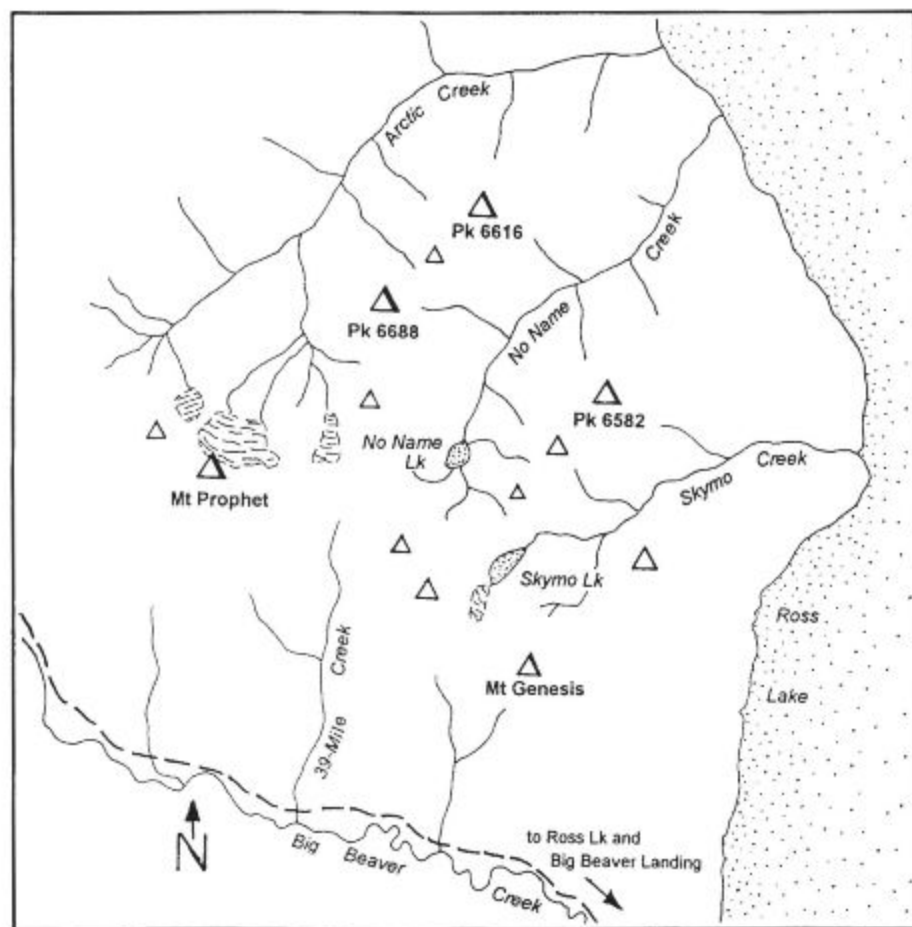 Arctic Creek
Pk 6616
Creek
Pk 6688
No Name
Pk 6582
No Name
Lk
Creek
Skymo
Mt Prophet
Skymo Lk
Ross
Creek
Mt Genesis
Lake
39-Mile
to Ross Lk and
Big Beaver Landing
Big Beaver
Creek
N